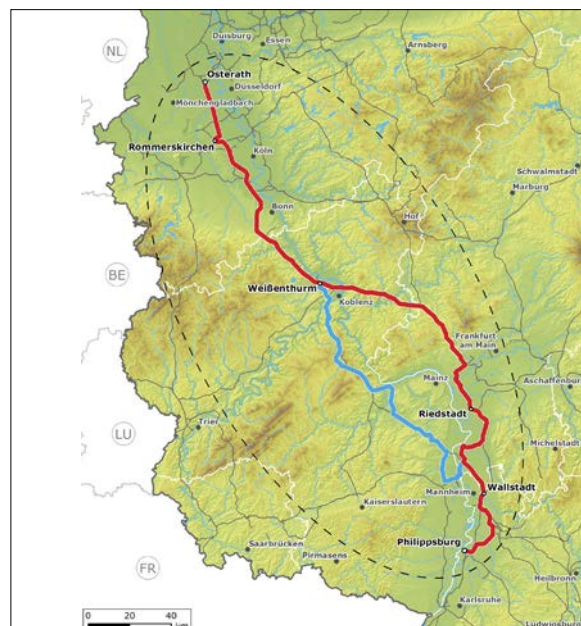 NL
Duisburg
Essen
Arnsberg
Osterath
Düsseldorf
Mönchengladbach
Rommerskirchen
Köln
Schwalmstadt
Marburg
Bonn
Hof
BE
Weißenthurm
Koblenz
Frankfurt
am Main
Mainz
Aschaffenbur
Riedstadt
Trier
LU
Michelstadt
Wallstadt
Mannheim
Kaiserslautern
Philippsburg
Saarbrücken
Pirmasens
FR
Heilbronn
Karlsruhe
Ludwigsburg
0 20 40